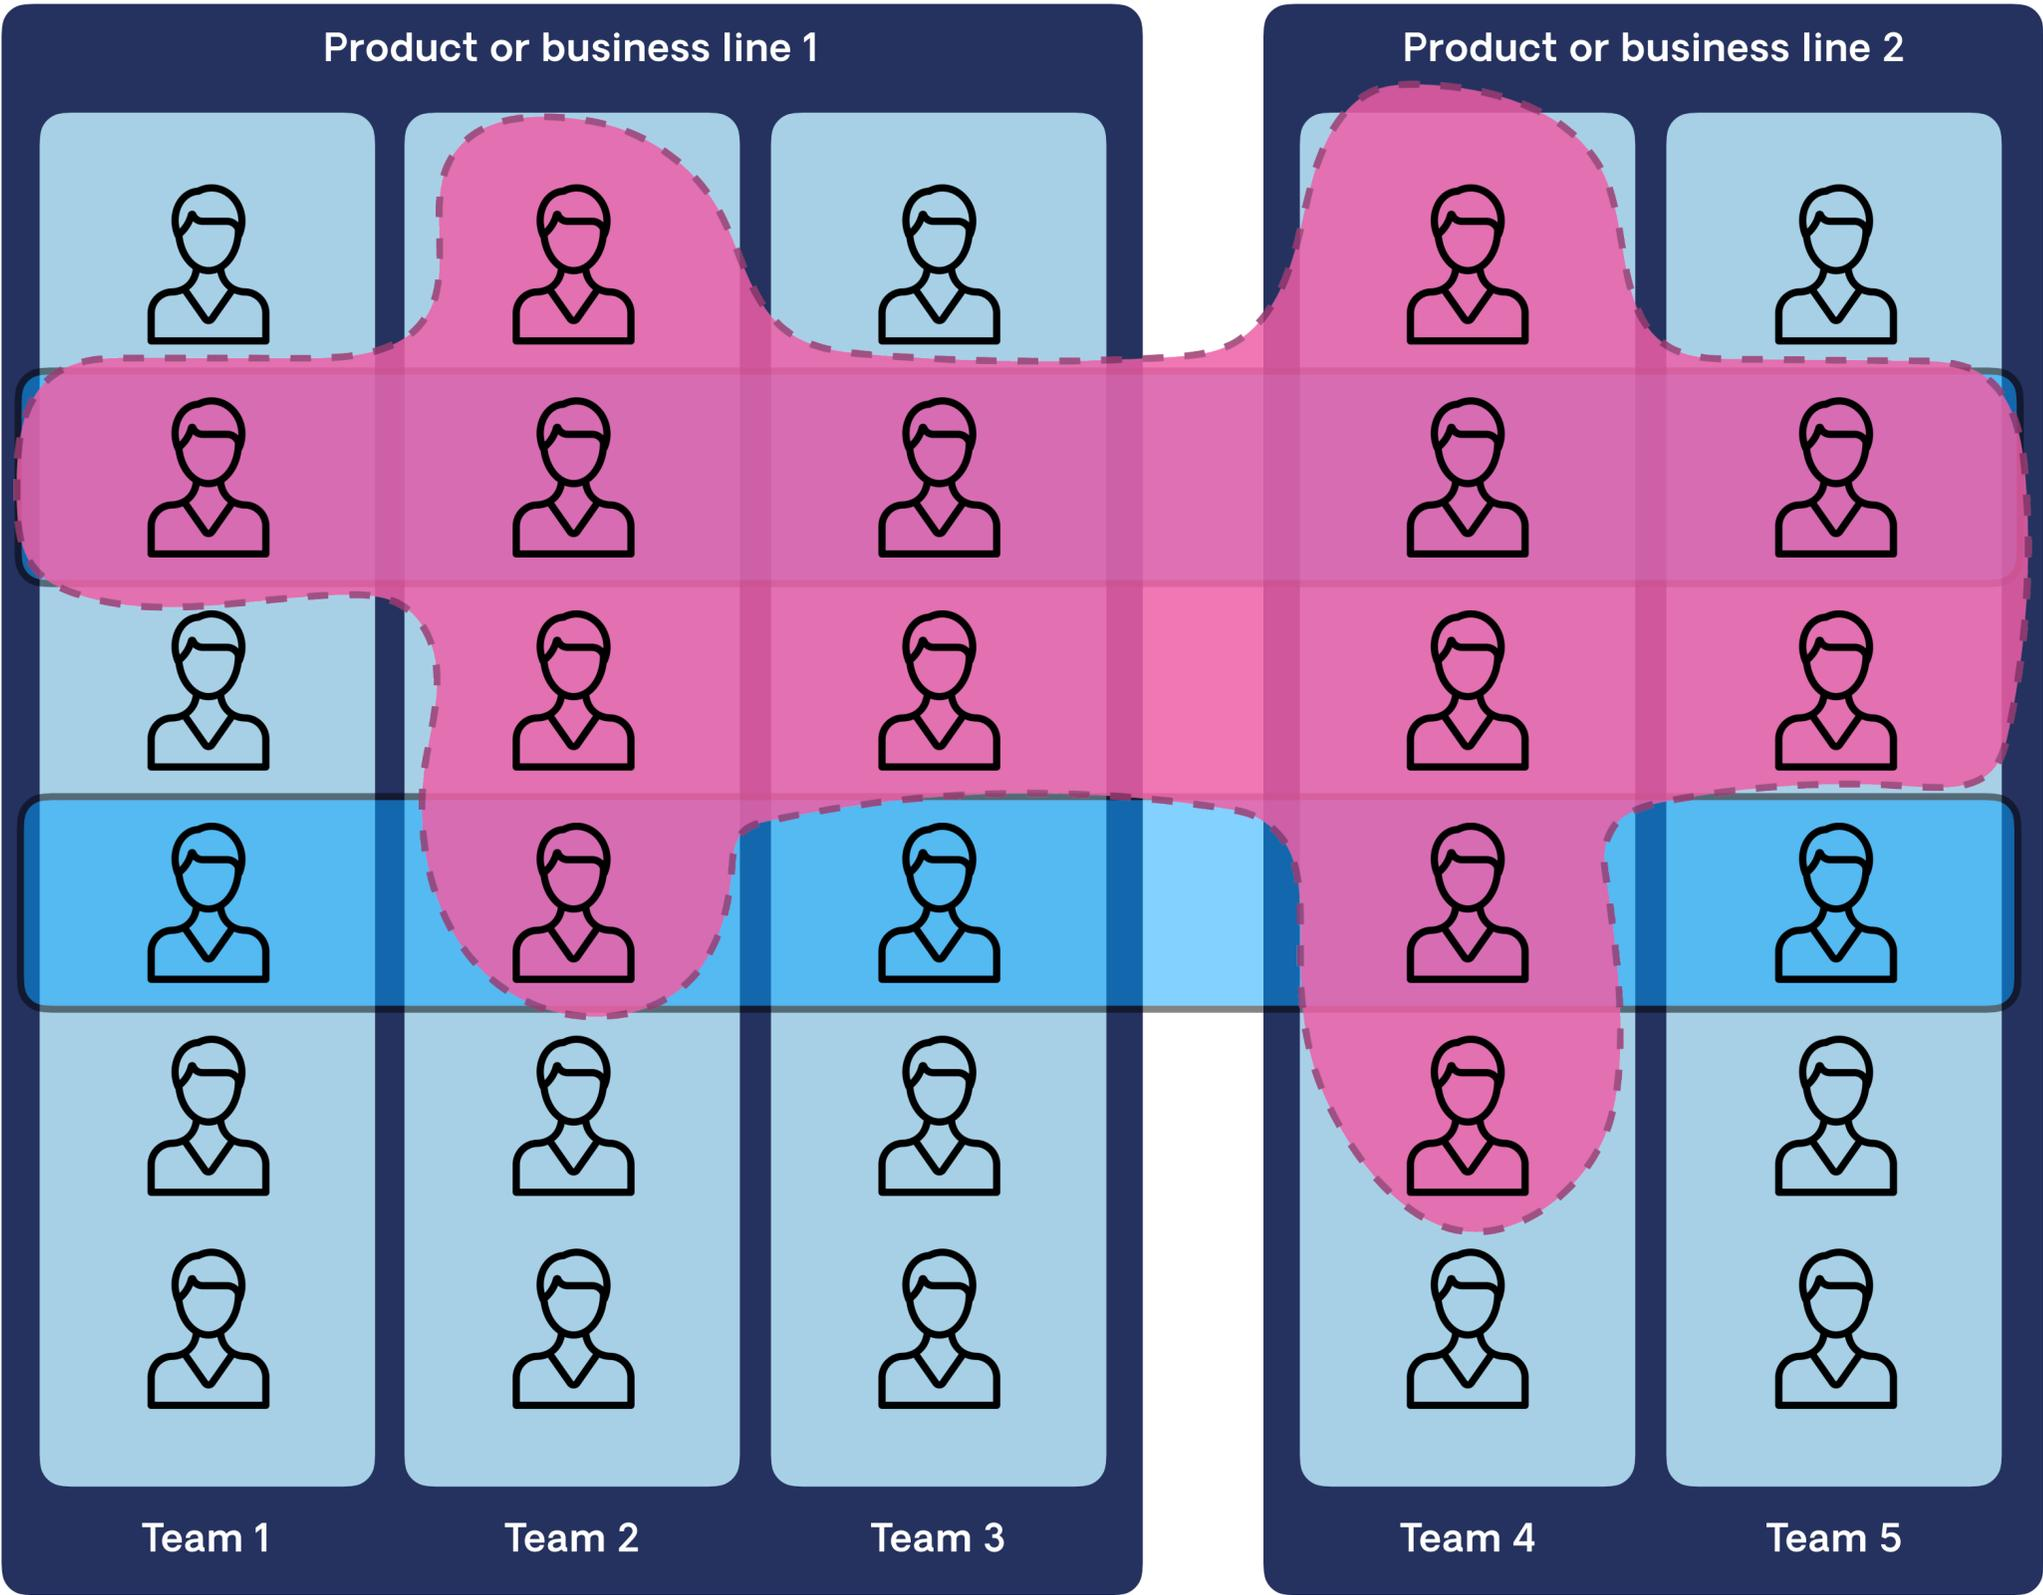 Product or business line 1
Product or business line 2
Team 1
Team 2
Team 3
Team 4
Team 5